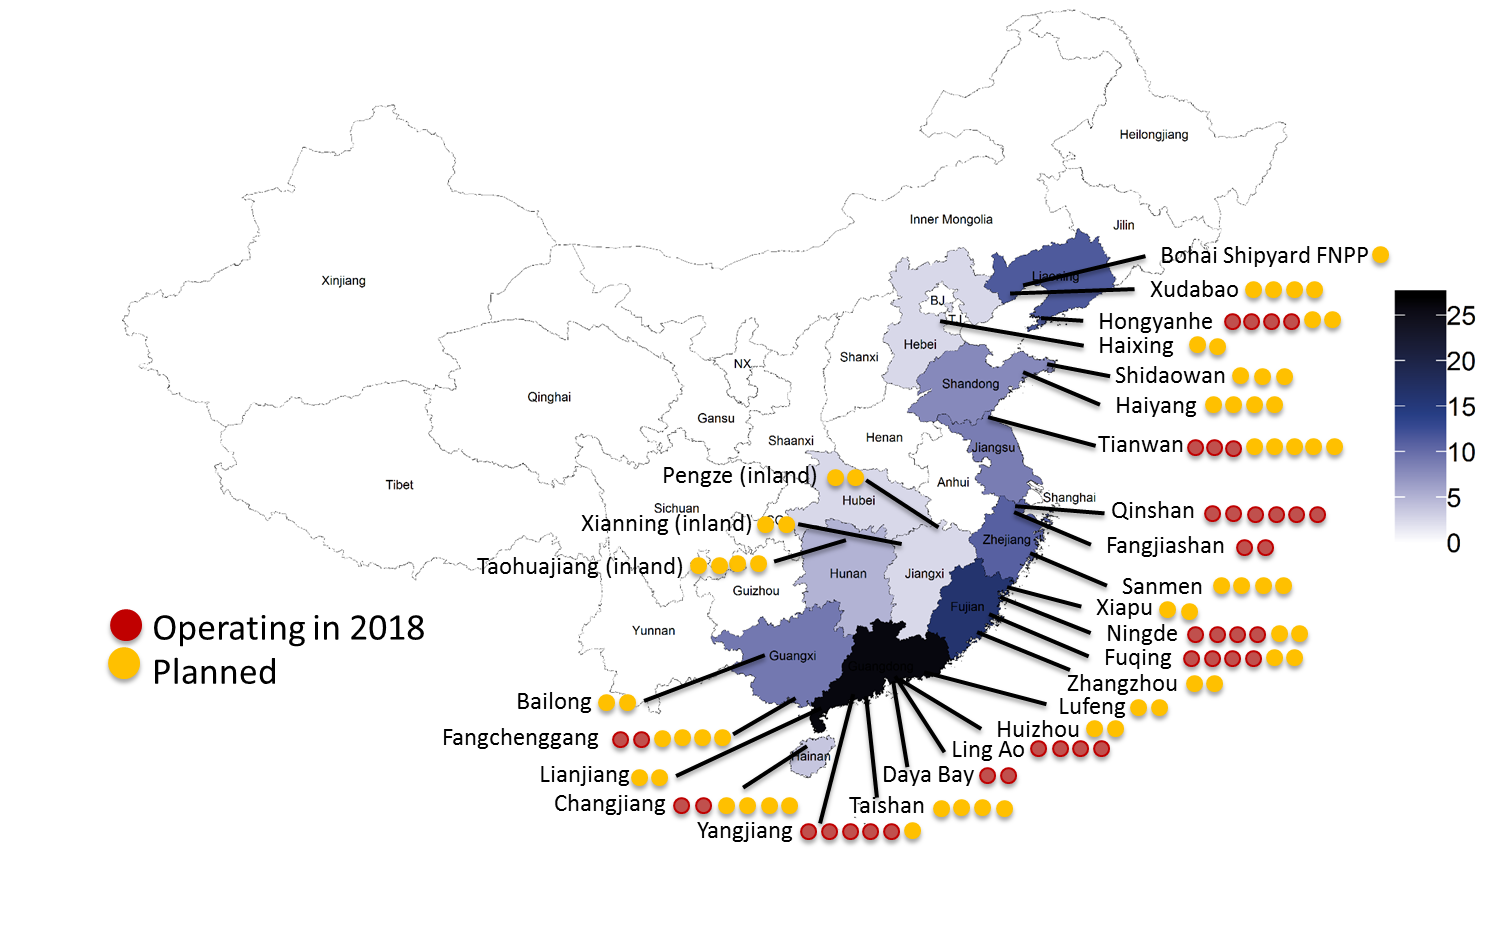 Heilongjiang
Inner Mongolia
Jilin
Bohai Shipyard FNPP
Xinjiang
Liaoning
Xudabao
BJ
TJ
Hongyanhe
25
Hebei
Haixing
Shanxi
20
NX
Shidaowan
Shandong
Qinghai
Haiyang
15
Gansu
Shaanxi
Henan
Tianwan
Jiangsu
10
Pengze (inland)
Tibet
Anhui
Hubei
Shanghai
5
Sichuan
Qinshan
Xianning (inland)
CQ
Zhejiang
Fangjiashan
0
Taohuajiang (inland)
Hunan
Jiangxi
Guizhou
Sanmen
Fujian
Xiapu
Operating in 2018
Yunnan
Ningde
Guangxi
Fuqing
Guangdong
Planned
Zhangzhou
Bailong
Lufeng
Huizhou
Fangchenggang
Ling Ao
Hainan
Lianjiang
Daya Bay
Changjiang
Taishan
Yangjiang